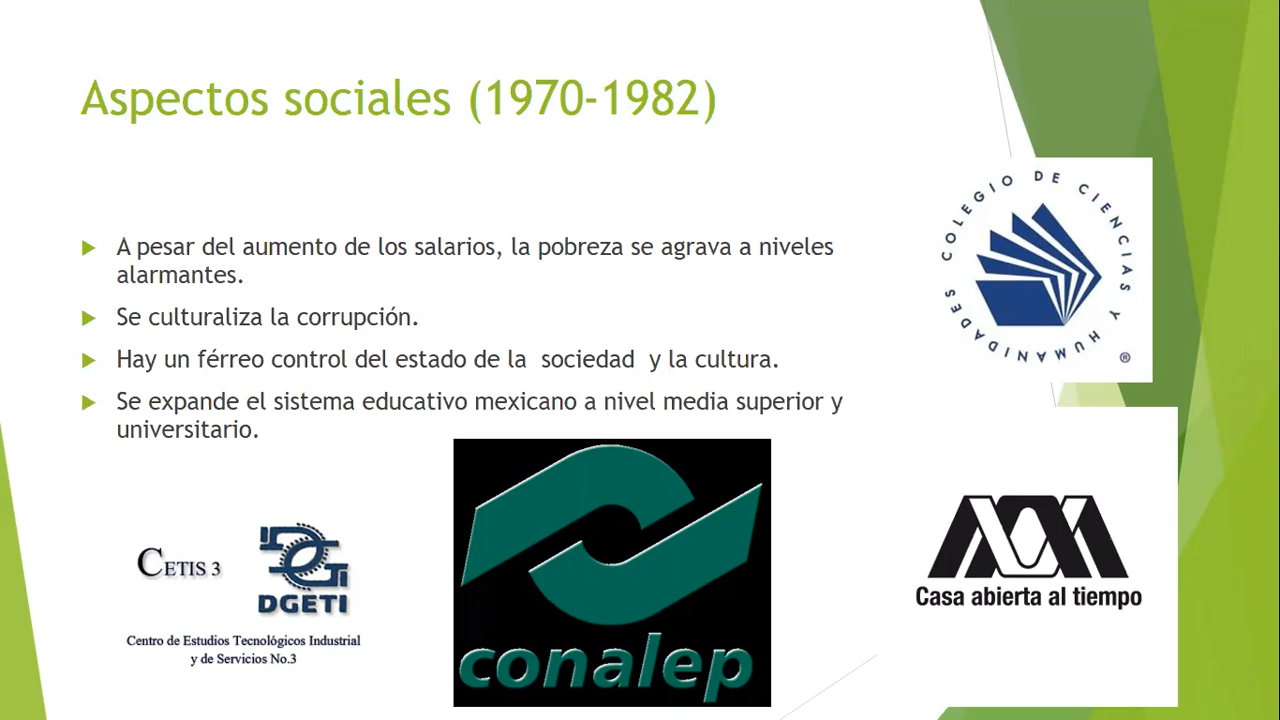 Aspectos sociales (1970-1982)
A pesar del aumento de los salarios, la pobreza se agrava a niveles
alarmantes.
Se culturaliza la corrupción.
Hay un férreo control del estado de la  sociedad  y la cultura.
Se expande el sistema educativo mexicano a nivel media superior y
universitario.
COLEGIO DE CIENCIAS Y HUMANIDADES
®
CETIS 3
DGETI
Centro de Estudios Tecnológicos Industrial
y de Servicios No.3
conalep
Casa abierta al tiempo